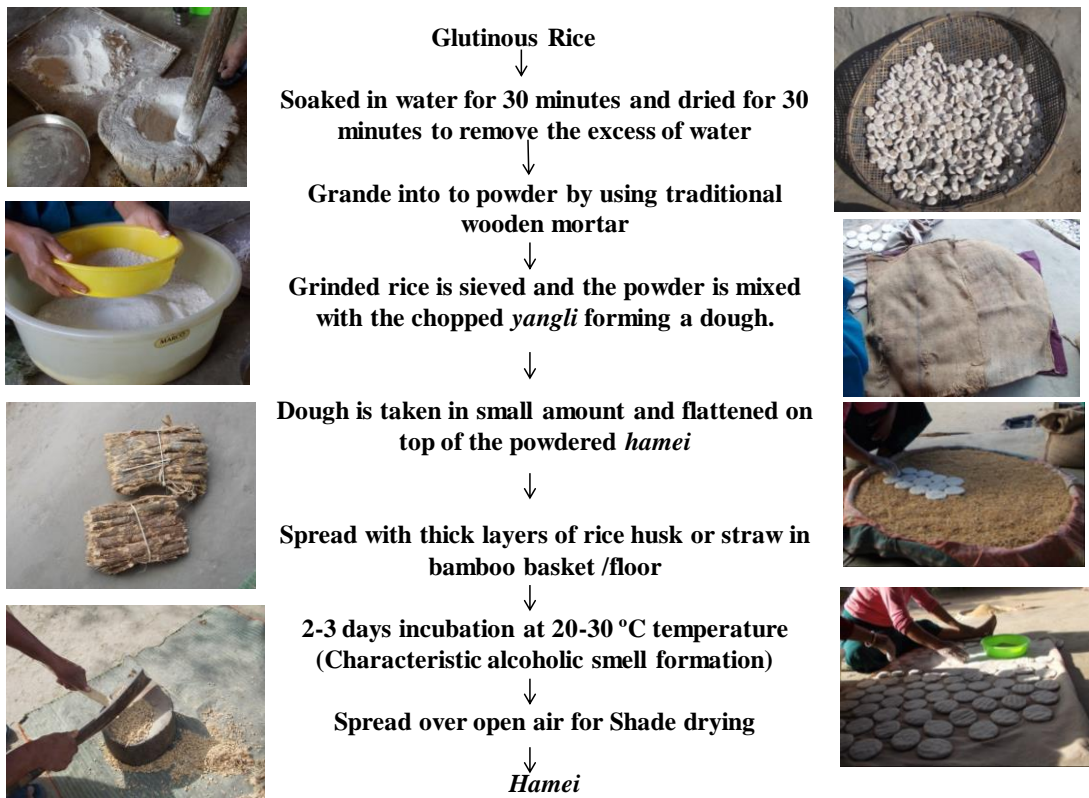 Glutinous Rice
Soaked in water for 30 minutes and dried for 30
minutes to remove the excess of water
Grande into to powder by using traditional
wooden mortar
Grinded rice is sieved and the powder is mixed
with the chopped yangli forming a dough.
MARCO
Dough is taken in small amount and flattened on
top of the powdered hamei
Spread with thick layers of rice husk or straw in
bamboo basket /floor
2-3 days incubation at 20-30 ºC temperature
(Characteristic alcoholic smell formation)
Spread over open air for Shade drying
Hamei